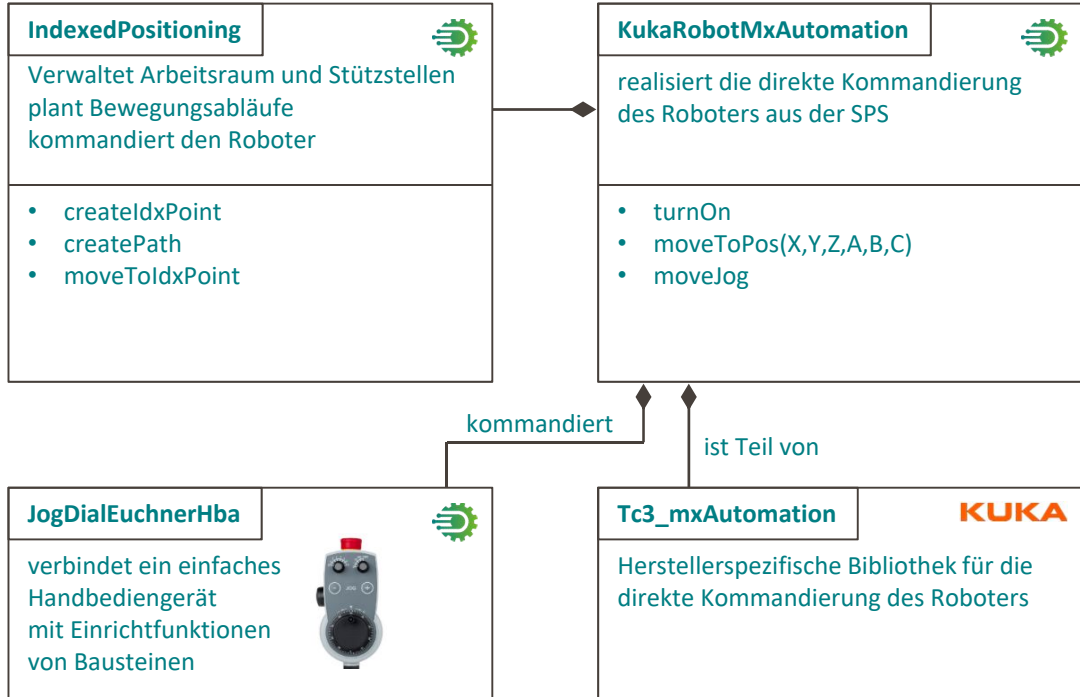 IndexedPositioning
Verwaltet Arbeitsraum und Stützstellen
plant Bewegungsabläufe
kommandiert den Roboter
• createIdxPoint
• createPath
• moveToIdxPoint
KukaRobotMxAutomation
realisiert die direkte Kommandierung
des Roboters aus der SPS
• turnOn
• moveToPos(X,Y,Z,A,B,C)
• moveJog
kommandiert
ist Teil von
JogDialEuchnerHba
verbindet ein einfaches
Handbediengerät
mit Einrichtfunktionen
von Bausteinen
JOG
Tc3_mxAutomation
KUKA
Herstellerspezifische Bibliothek für die
direkte Kommandierung des Roboters